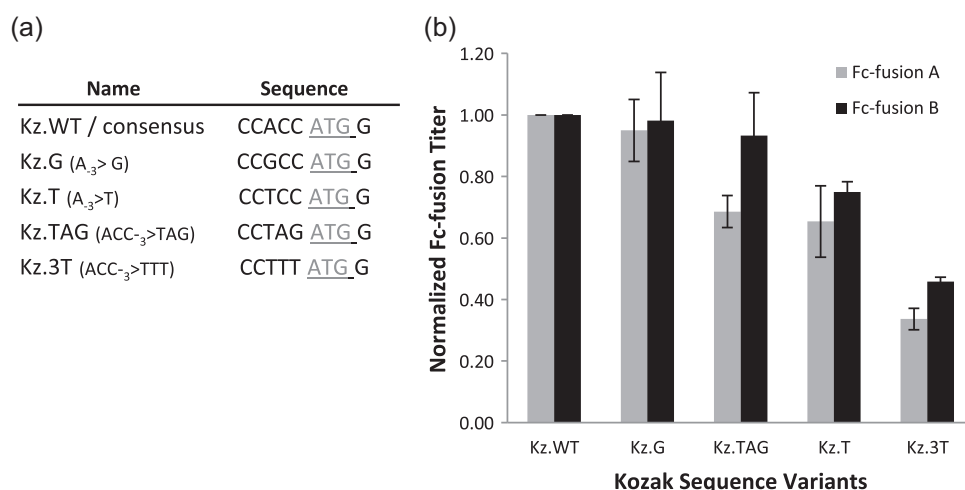 (a)
Name Sequence
Kz.WT / consensus CCACC ATG G
Kz.G (A-3> G) CCGCC ATG G
Kz.T (A-3>T) CCTCC ATG G
Kz.TAG (ACC-3>TAG) CCTAG ATG G
Kz.3T (ACC-3>TTT) CCTTT ATG G
(b)
Normalized Fc-fusion Titer
1.20
1.00
0.80
0.60
0.40
0.20
0.00
Fc-fusion A
Fc-fusion B
Kz.WT Kz.G Kz.TAG Kz.T Kz.3T
Kozak Sequence Variants